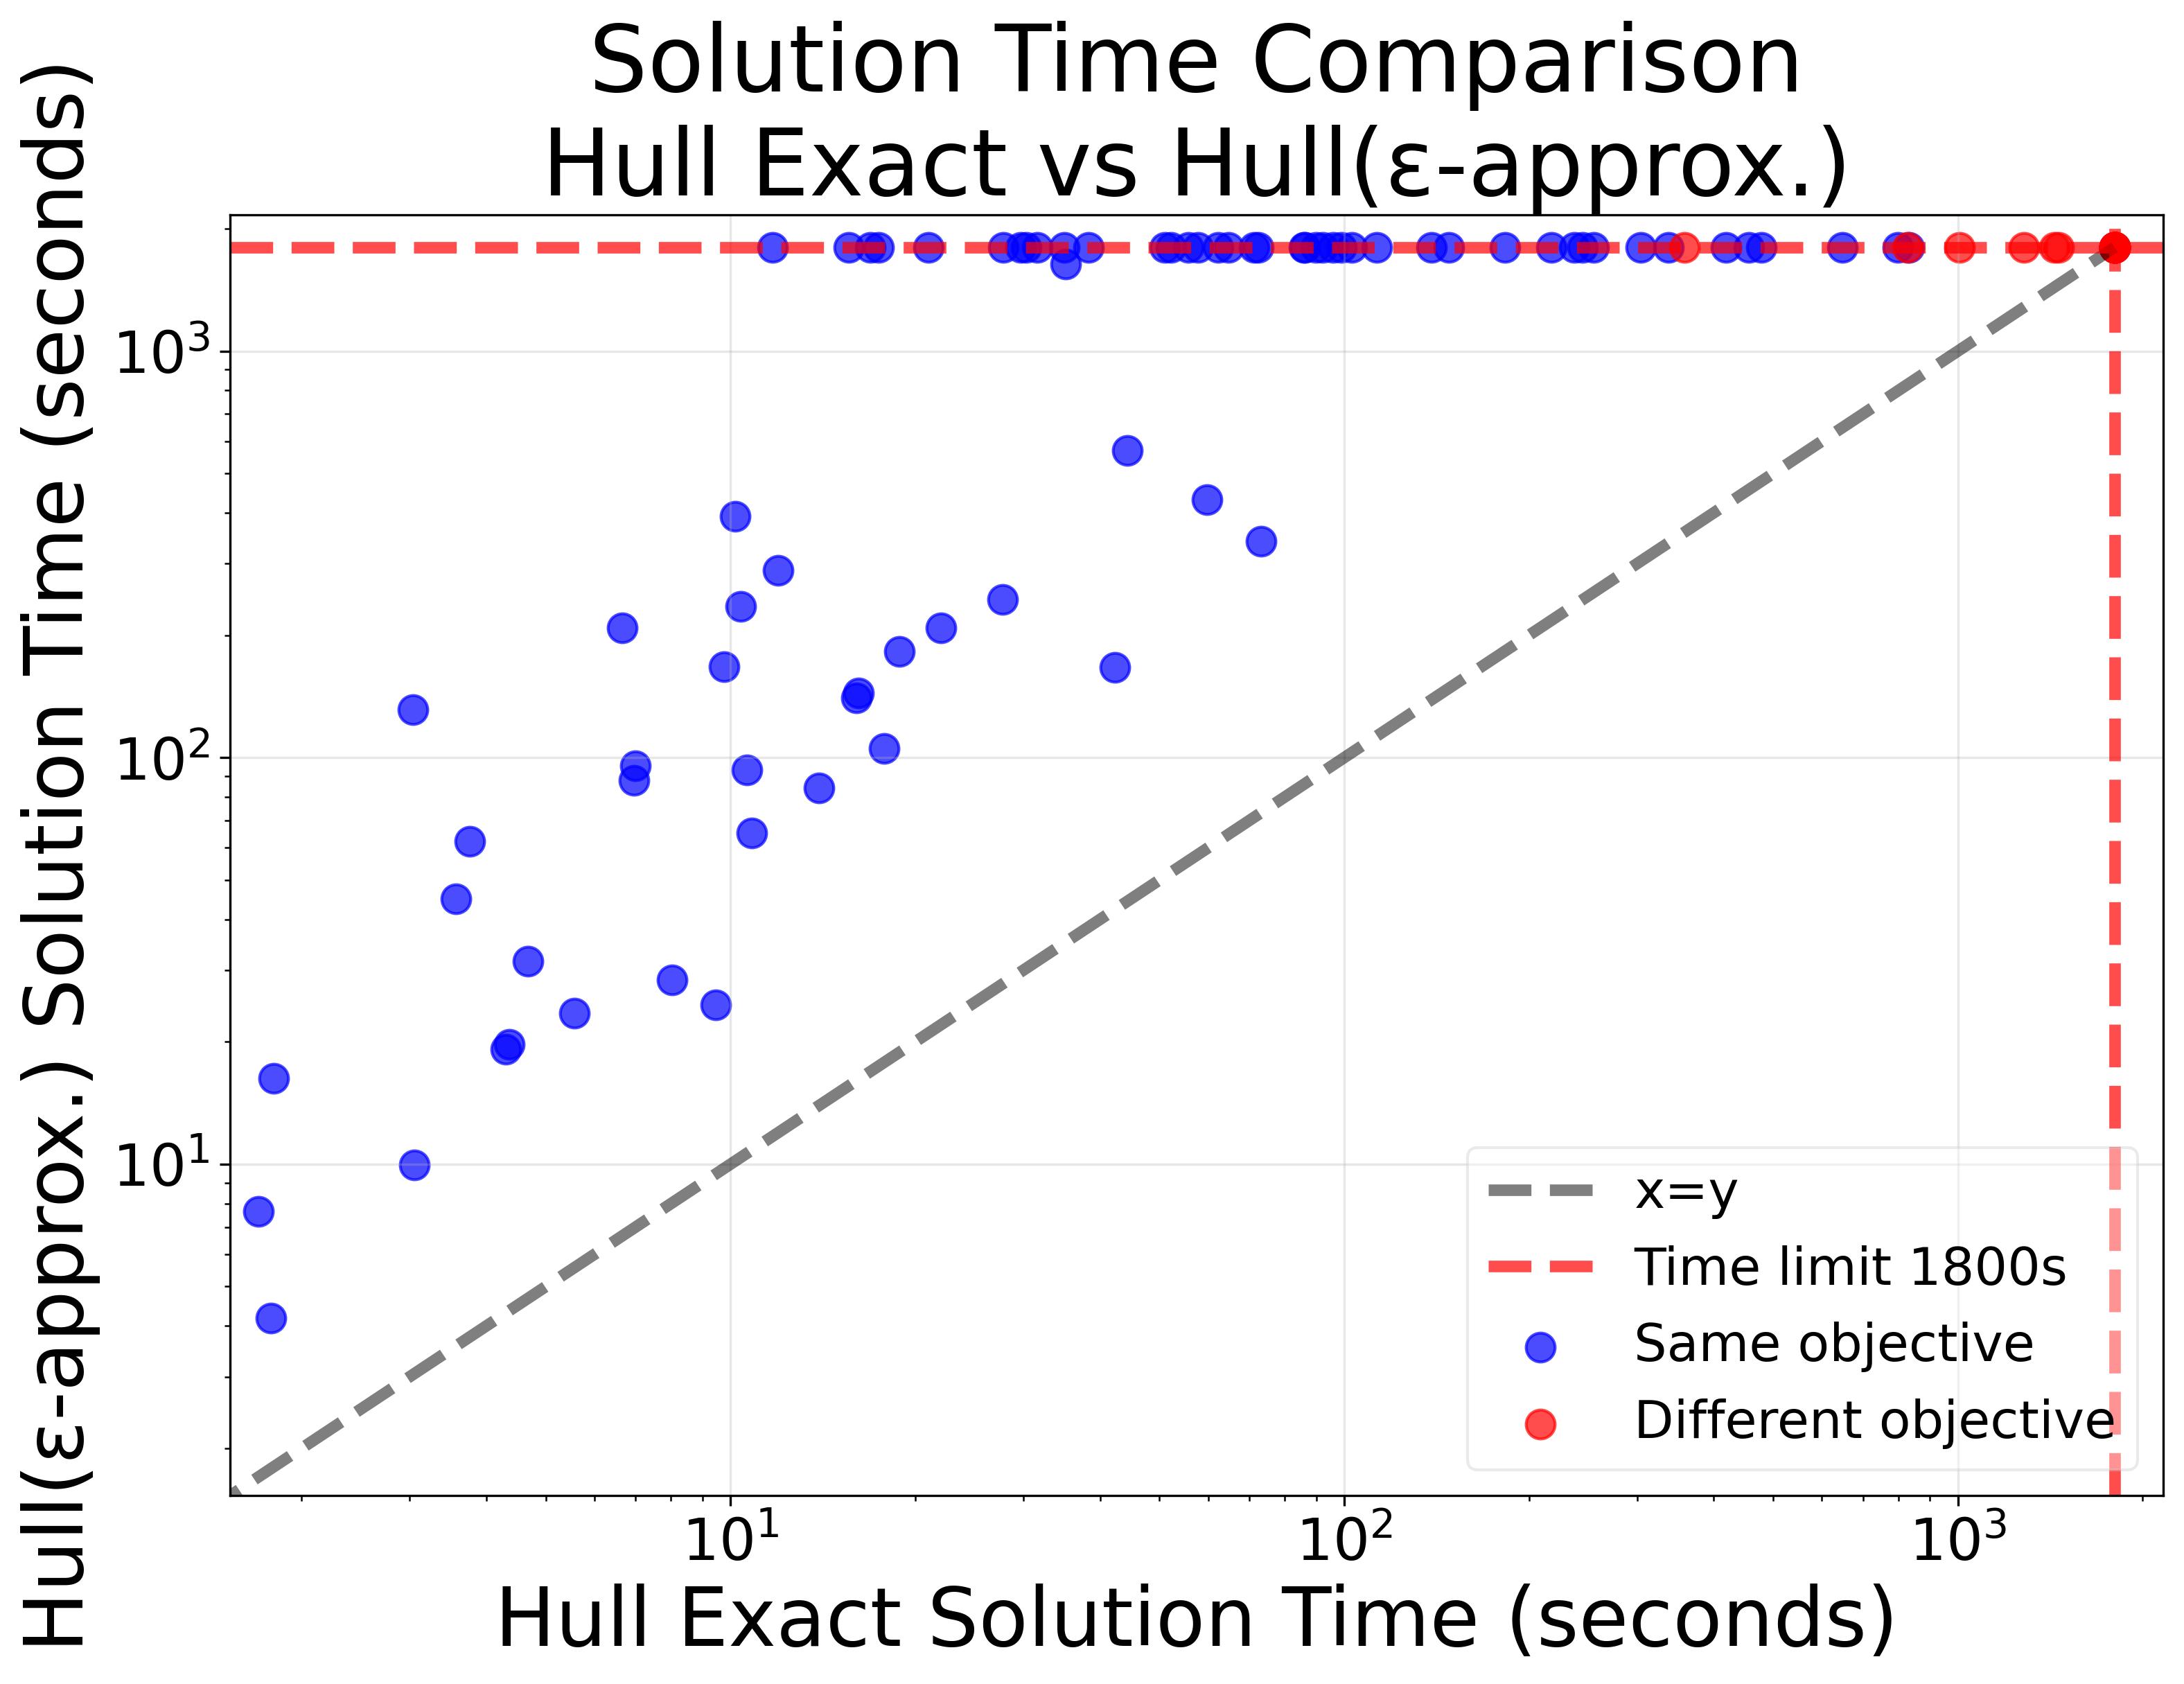 Solution Time Comparison
Hull Exact vs Hull(ε-approx.)
Hull(ε-approx.) Solution Time (seconds)
10³
10²
10¹
x=y
Time limit 1800s
Same objective
Different objective
10¹ 10² 10³
Hull Exact Solution Time (seconds)